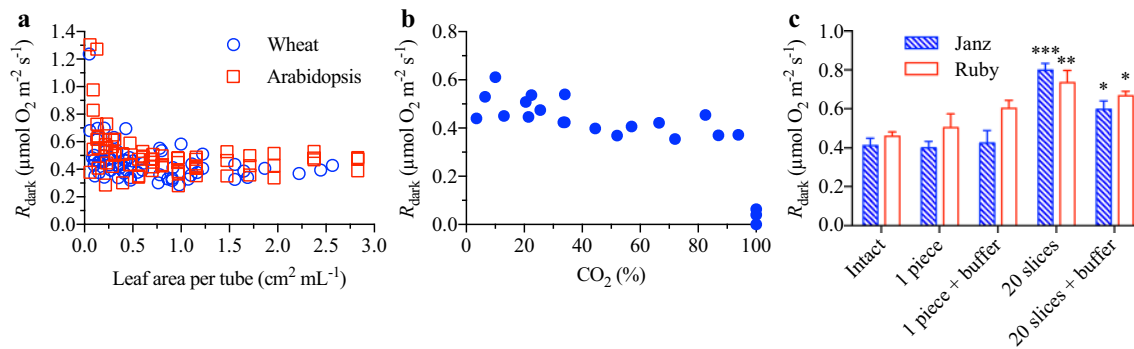 a
R_dark (μmol O₂ m⁻² s⁻¹)
1.4
1.2
1.0
0.8
0.6
0.4
0.2
0.0
0.0 0.5 1.0 1.5 2.0 2.5 3.0
Leaf area per tube (cm² mL⁻¹)
Wheat
Arabidopsis
b
R_dark (μmol O₂ m⁻² s⁻¹)
0.8
0.6
0.4
0.2
0.0
0 20 40 60 80 100
CO₂ (%)
c
R_dark (μmol O₂ m⁻² s⁻¹)
1.0
0.8
0.6
0.4
0.2
0.0
Janz
Ruby
***
**
*
*
Intact
1 piece
1 piece + buffer
20 slices
20 slices + buffer